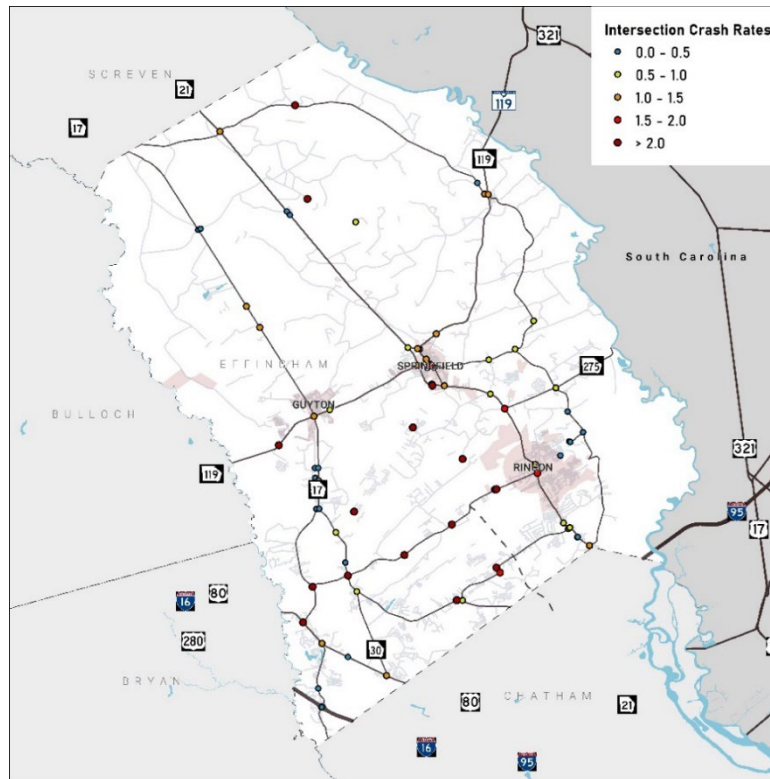 Intersection Crash Rates
0.0 - 0.5
0.5 - 1.0
1.0 - 1.5
1.5 - 2.0
> 2.0
321
SCREVEN
21
119
17
119
South Carolina
EFFINGHAM
SPRINGFIELD
275
GUYTON
BULLOCH
321
119
RINCON
17
95
17
80
16
280
30
BRYAN
CHATHAM
80
21
16
95